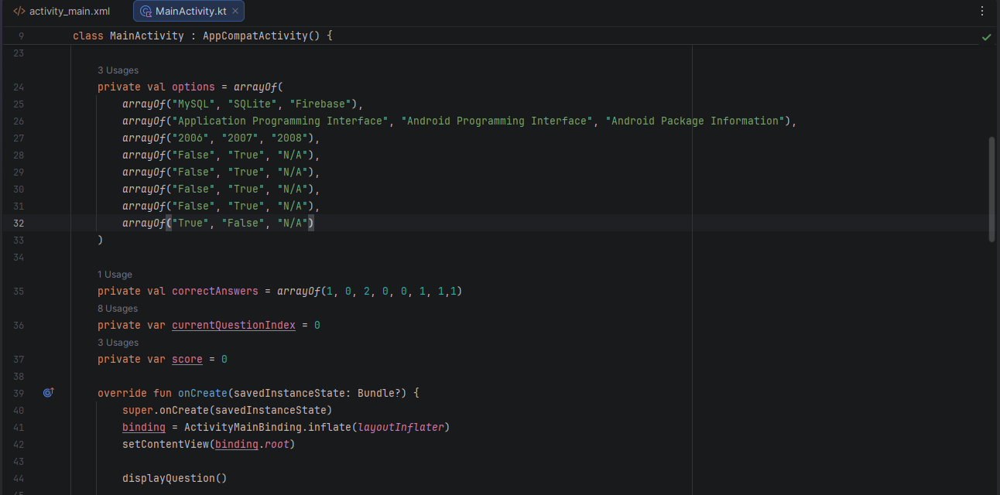 activity_main.xml
MainActivity.kt
9 class MainActivity : AppCompatActivity() {
23
3 Usages
24 private val options = arrayOf(
25 arrayOf("MySQL", "SQLite", "Firebase"),
26 arrayOf("Application Programming Interface", "Android Programming Interface", "Android Package Information"),
27 arrayOf("2006", "2007", "2008"),
28 arrayOf("False", "True", "N/A"),
29 arrayOf("False", "True", "N/A"),
30 arrayOf("False", "True", "N/A"),
31 arrayOf("False", "True", "N/A"),
32 arrayOf("True", "False", "N/A")
33 )
34
1 Usage
35 private val correctAnswers = arrayOf(1, 0, 2, 0, 0, 1, 1,1)
8 Usages
36 private var currentQuestionIndex = 0
3 Usages
37 private var score = 0
38
39 override fun onCreate(savedInstanceState: Bundle?) {
40 super.onCreate(savedInstanceState)
41 binding = ActivityMainBinding.inflate(layoutInflater)
42 setContentView(binding.root)
43
44 displayQuestion()